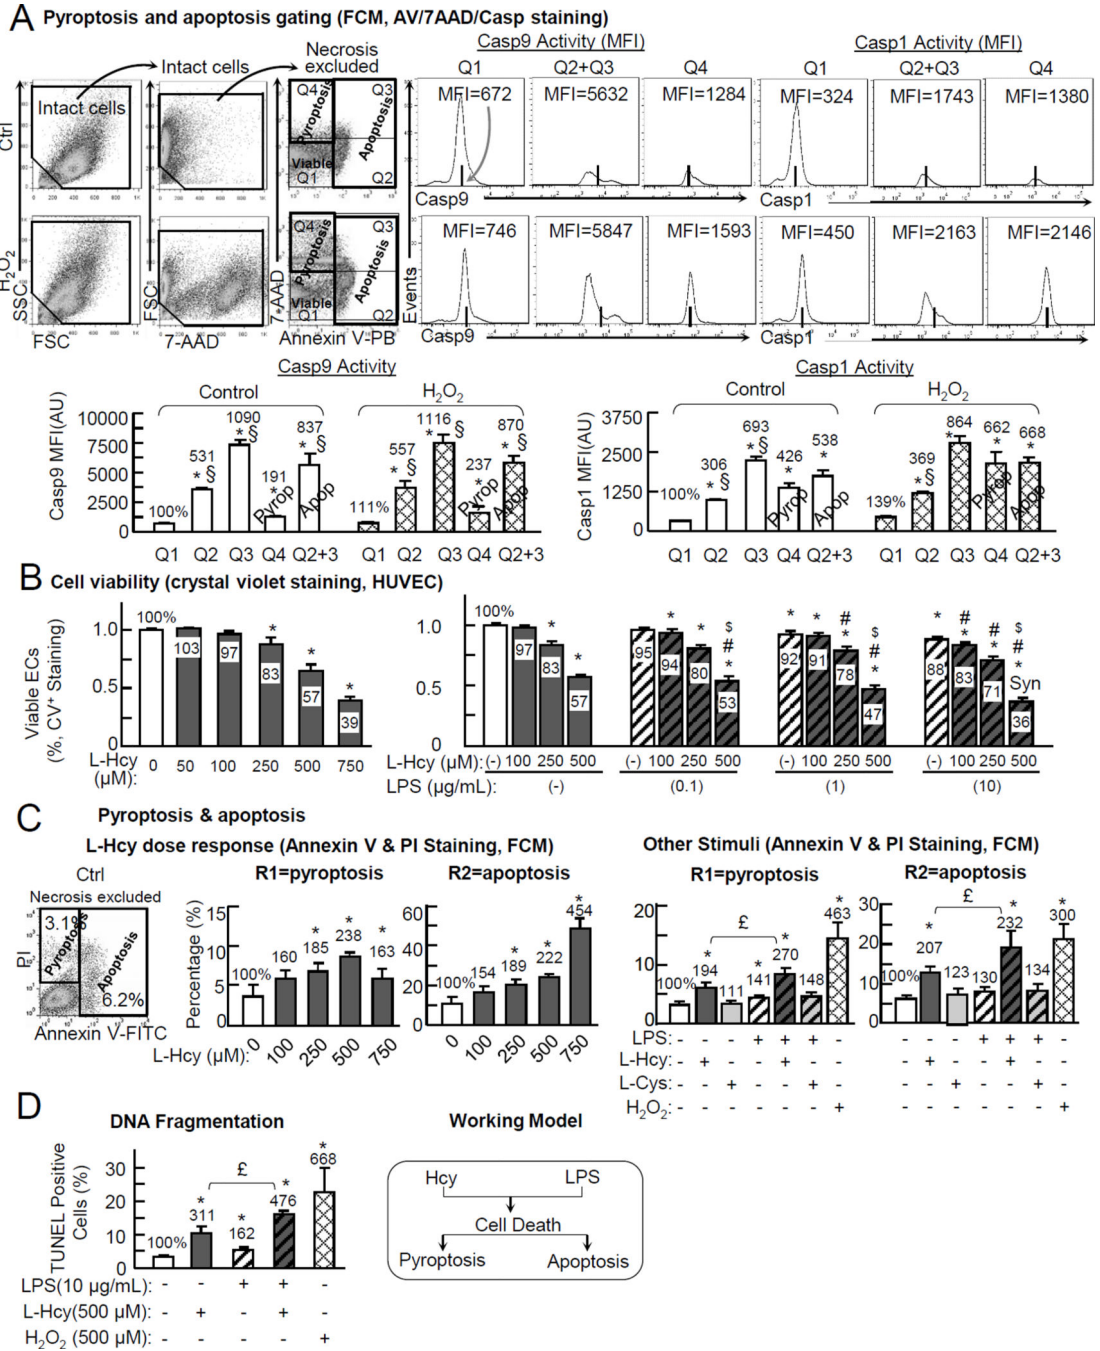 A Pyroptosis and apoptosis gating (FCM, AV/7AAD/Casp staining)
Casp9 Activity (MFI)
Casp1 Activity (MFI)
Intact cells
Necrosis excluded
Q1 Q2+Q3 Q4 Q1 Q2+Q3 Q4
Ctrl
Intact cells
Q4 Q3
Pyroptosis
Apoptosis
Viable
Q1 Q2
MFI=672 MFI=5632 MFI=1284 MFI=324 MFI=1743 MFI=1380
Casp9 Casp1
H2O2
Q4 Q3
Pyroptosis
Apoptosis
Viable
Q1 Q2
MFI=746 MFI=5847 MFI=1593 MFI=450 MFI=2163 MFI=2146
SSC FSC 7-AAD Events
FSC 7-AAD Annexin V-PB Casp9 Casp1
Casp9 Activity
Control H2O2
Casp9 MFI(AU)
10000
7500
5000
2500
0
100% 531 *§ 1090 *§ 191 * 837 *§ 111% 557 *§ 1116 *§ 237 * 870 *§
Pyrop Apop Pyrop Apop
Q1 Q2 Q3 Q4 Q2+3 Q1 Q2 Q3 Q4 Q2+3
Casp1 Activity
Control H2O2
Casp1 MFI(AU)
3750
2500
1250
0
100% 306 *§ 693 *§ 426 * 538 * 139% 369 *§ 864 * 662 * 668 *
Pyrop Apop Pyrop Apop
Q1 Q2 Q3 Q4 Q2+3 Q1 Q2 Q3 Q4 Q2+3
B Cell viability (crystal violet staining, HUVEC)
Viable ECs
(%, CV+ Staining)
1.0
0.5
0
100% 103 97 83 * 57 * 39 *
L-Hcy (µM): 0 50 100 250 500 750
1.0
0.5
0
100% 97 83 * 57 95 94 * 80 * 53 $ # * 92 * 91 * 78 # * 47 $ # * 88 * 83 # * 71 # * 36 $ # * Syn
L-Hcy (µM): (-) 100 250 500 (-) 100 250 500 (-) 100 250 500 (-) 100 250 500
LPS (µg/mL): (-) (0.1) (1) (10)
C Pyroptosis & apoptosis
L-Hcy dose response (Annexin V & PI Staining, FCM)
Other Stimuli (Annexin V & PI Staining, FCM)
Ctrl
Necrosis excluded
3.1%
Pyroptosis
Apoptosis
6.2%
PI
Annexin V-FITC
R1=pyroptosis
Percentage (%)
15
10
5
0
100% 160 185 * 238 * 163 *
L-Hcy (µM): 0 100 250 500 750
R2=apoptosis
60
40
20
0
100% 154 189 * 222 * 454 *
0 100 250 500 750
R1=pyroptosis
20
10
5
0
£
100% 194 * 111 141 * 270 * 148 463 *
R2=apoptosis
30
20
10
0
£
100% 207 * 123 130 232 * 134 300 *
LPS: - - - + + + - - - - + + + -
L-Hcy: - + - - + - - - + - - + - -
L-Cys: - - + - - + - - - + - - + -
H2O2: - - - - - - + - - - - - - +
D DNA Fragmentation
TUNEL Positive
Cells (%)
30
20
10
0
£
100% 311 * 162 * 476 * 668 *
LPS(10 µg/mL): - - + + -
L-Hcy(500 µM): - + - + -
H2O2 (500 µM): - - - - +
Working Model
Hcy LPS
Cell Death
Pyroptosis Apoptosis